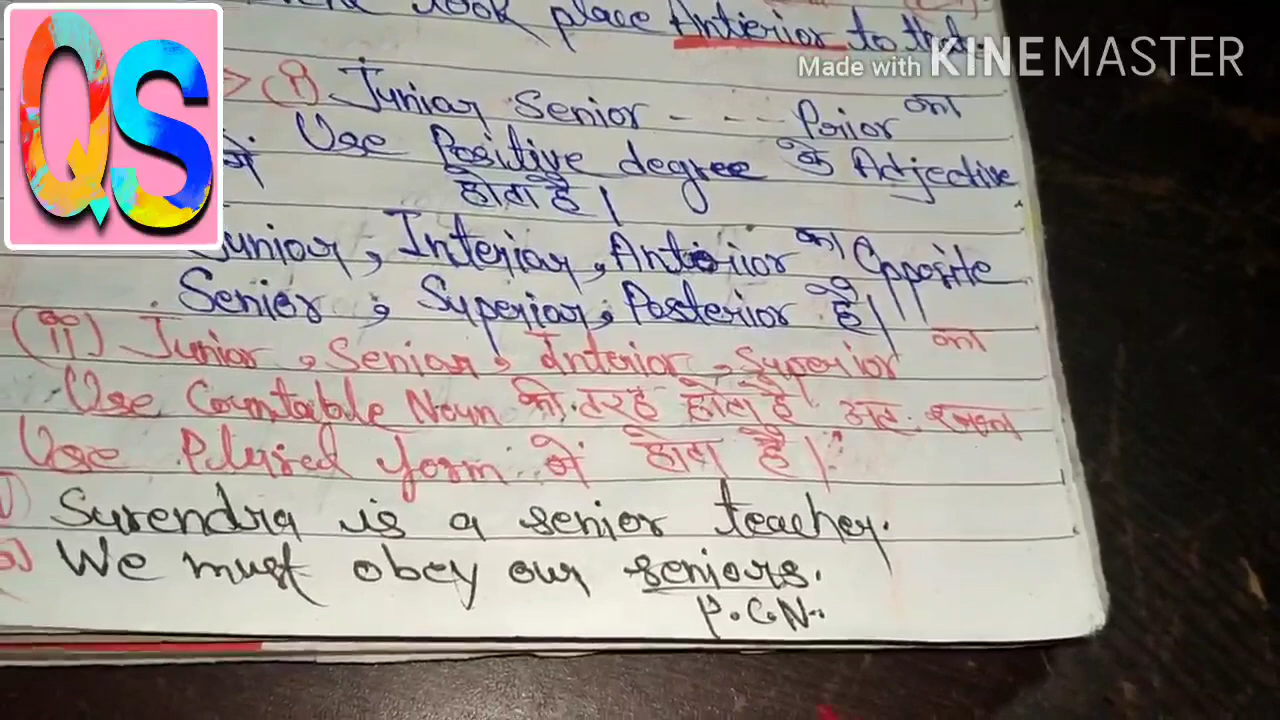 QS
took place Anterior to that
Made with KINEMASTER
(i) Junior Senior - - - Prior का
Use Positive degree के Adjective
में होता है।
Junior, Interior, Anterior का Opposite
Senior, Superior, Posterior है।
(ii) Junior, Senior, Interior, Superior का
Use Countable Noun की तरह होता है। अतः इनका
Use Plural form में होता है।
Surendra is a senior teacher.
We must obey our seniors.
P.C.N.